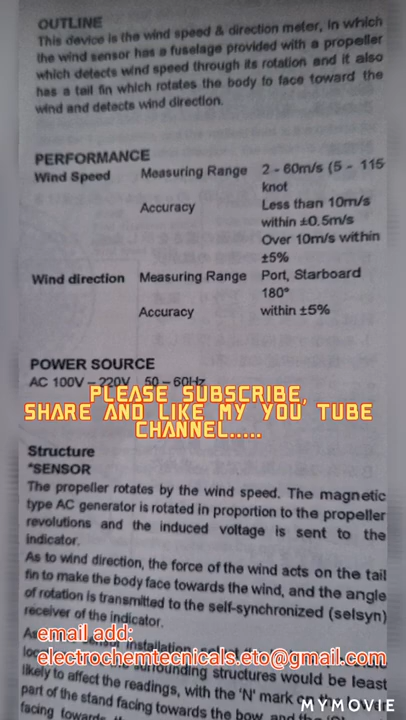 OUTLINE
This device is the wind speed & direction meter, in which
the wind sensor has a fuselage provided with a propeller
which detects wind speed through its rotation and it also
has a tail fin which rotates the body to face toward the
wind and detects wind direction.
PERFORMANCE
Wind Speed Measuring Range 2 - 60m/s (5 - 115
knot
Accuracy Less than 10m/s
within ±0.5m/s
Over 10m/s within
±5%
Wind direction Measuring Range Port, Starboard
180°
Accuracy within ±5%
POWER SOURCE
AC 100V – 220V 50 – 60Hz
PLEASE SUBSCRIBE,
SHARE AND LIKE MY YOU TUBE
CHANNEL.....
Structure
*SENSOR
The propeller rotates by the wind speed. The magnetic
type AC generator is rotated in proportion to the propeller
revolutions and the induced voltage is sent to the
indicator.
As to wind direction, the force of the wind acts on the tail
fin to make the body face towards the wind, and the angle
of rotation is transmitted to the self-synchronized (selsyn)
receiver of the indicator.
email add:
installation
electrochemtecnicals.eto@gmail.com
surrounding structures would be least
likely to affect the readings, with the 'N' mark on the
part of the stand facing towards the bow, and
facing towards
MYMOVIE